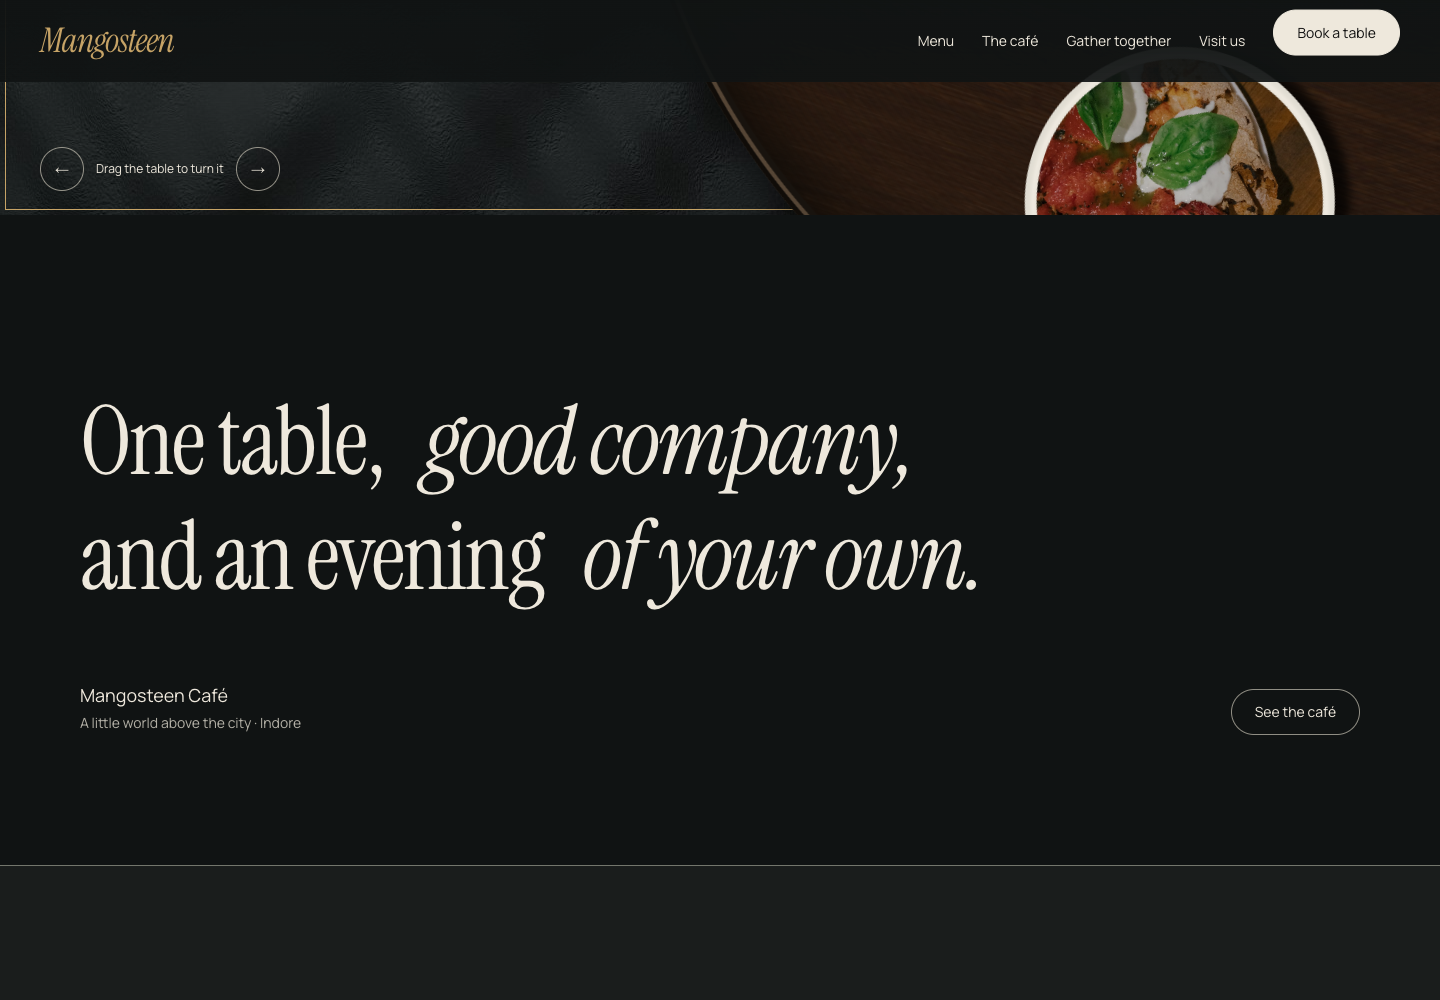 Mangosteen
Menu
The café
Gather together
Visit us
Book a table
← Drag the table to turn it →
One table, good company,
and an evening of your own.
Mangosteen Café
A little world above the city · Indore
See the café